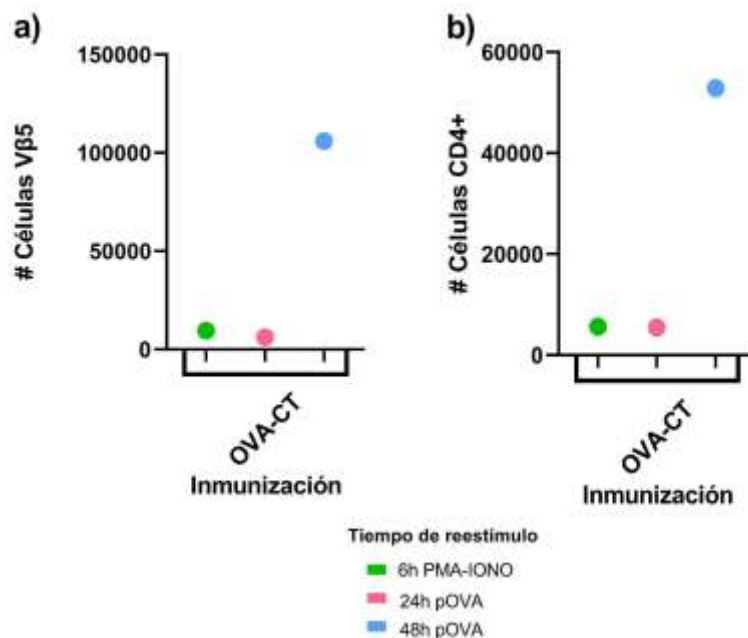 a)
150000
100000
50000
0
# Células Vβ5
OVA-CT
Inmunización
b)
60000
40000
20000
0
# Células CD4+
OVA-CT
Inmunización
Tiempo de reestímulo
6h PMA-IONO
24h pOVA
48h pOVA